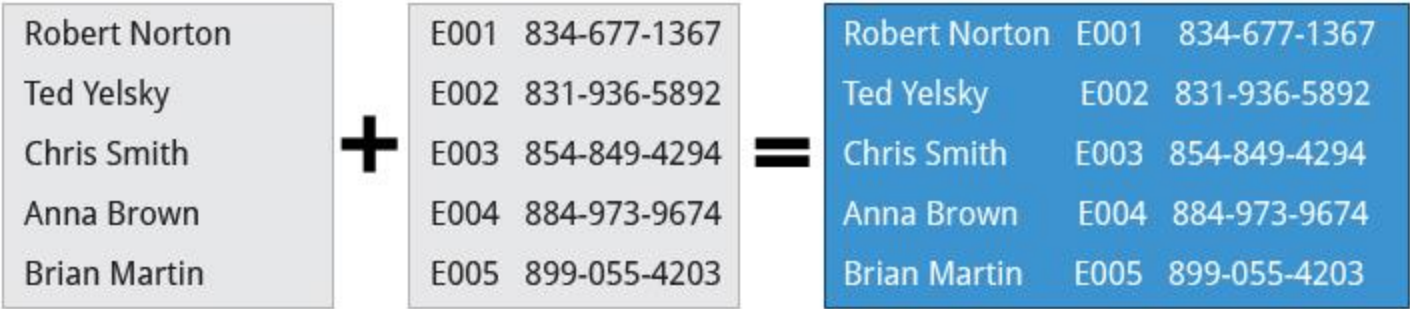 Robert Norton
Ted Yelsky
Chris Smith
Anna Brown
Brian Martin
+
E001 834-677-1367
E002 831-936-5892
E003 854-849-4294
E004 884-973-9674
E005 899-055-4203
=
Robert Norton E001 834-677-1367
Ted Yelsky E002 831-936-5892
Chris Smith E003 854-849-4294
Anna Brown E004 884-973-9674
Brian Martin E005 899-055-4203